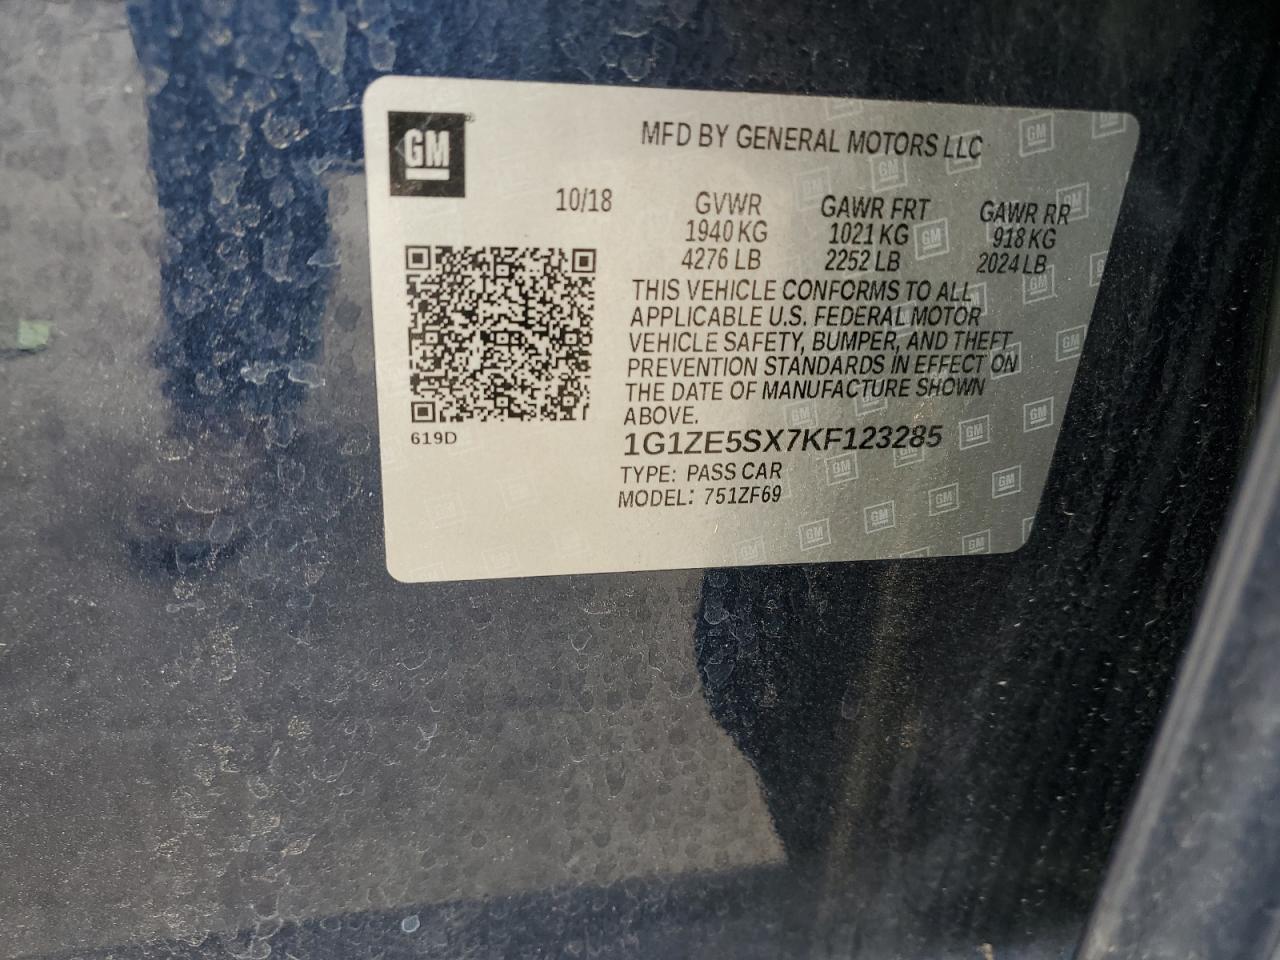 GM
MFD BY GENERAL MOTORS LLC
10/18
GVWR GAWR FRT GAWR RR
1940 KG 1021 KG 918 KG
4276 LB 2252 LB 2024 LB
THIS VEHICLE CONFORMS TO ALL
APPLICABLE U.S. FEDERAL MOTOR
VEHICLE SAFETY, BUMPER, AND THEFT
PREVENTION STANDARDS IN EFFECT ON
THE DATE OF MANUFACTURE SHOWN
ABOVE.
619D
1G1ZE5SX7KF123285
TYPE: PASS CAR
MODEL: 751ZF69